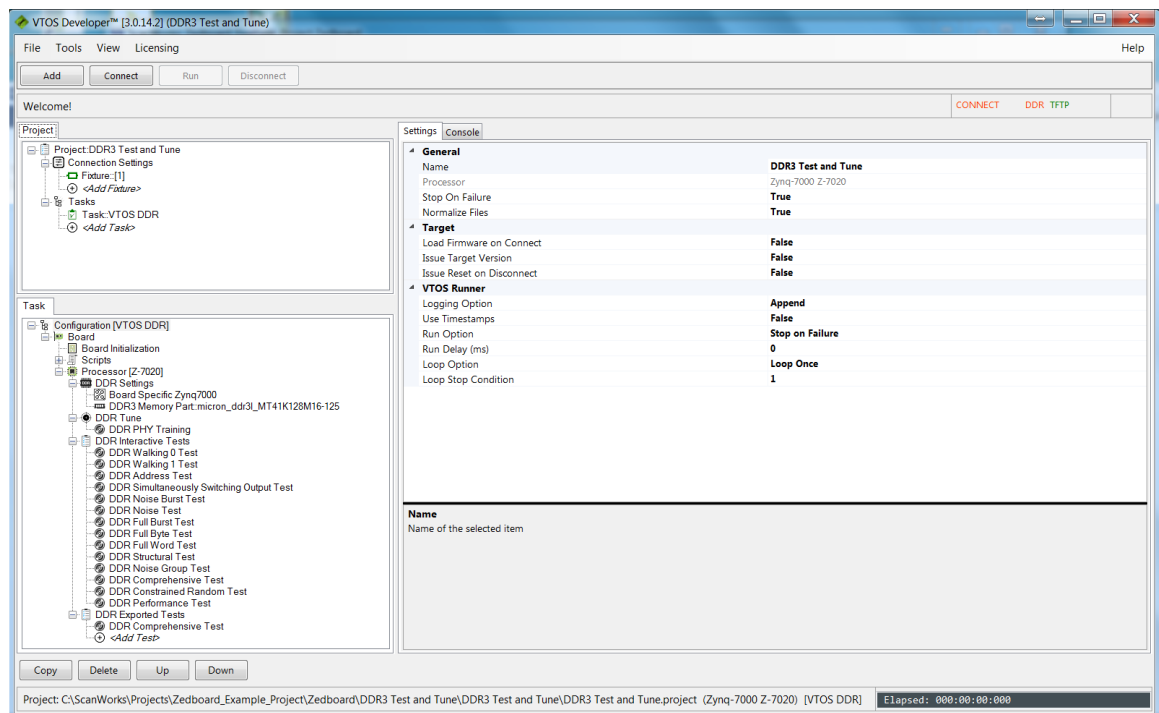 VTOS Developer™ [3.0.14.2] (DDR3 Test and Tune)
File Tools View Licensing Help
Add Connect Run Disconnect
Welcome! CONNECT DDR TFTP
Project
Project::DDR3 Test and Tune
Connection Settings
Fixture::[1]
<Add Fixture>
Tasks
Task::VTOS DDR
<Add Task>
Task
Configuration [VTOS DDR]
Board
Board Initialization
Scripts
Processor [Z-7020]
DDR Settings
Board Specific Zynq7000
DDR3 Memory Part::micron_ddr3l_MT41K128M16-125
DDR Tune
DDR PHY Training
DDR Interactive Tests
DDR Walking 0 Test
DDR Walking 1 Test
DDR Address Test
DDR Simultaneously Switching Output Test
DDR Noise Burst Test
DDR Noise Test
DDR Full Burst Test
DDR Full Byte Test
DDR Full Word Test
DDR Structural Test
DDR Noise Group Test
DDR Comprehensive Test
DDR Constrained Random Test
DDR Performance Test
DDR Exported Tests
DDR Comprehensive Test
<Add Test>
Settings Console
General
Name DDR3 Test and Tune
Processor Zynq-7000 Z-7020
Stop On Failure True
Normalize Files True
Target
Load Firmware on Connect False
Issue Target Version False
Issue Reset on Disconnect False
VTOS Runner
Logging Option Append
Use Timestamps False
Run Option Stop on Failure
Run Delay (ms) 0
Loop Option Loop Once
Loop Stop Condition 1
Name
Name of the selected item
Copy Delete Up Down
Project: C:\ScanWorks\Projects\Zedboard_Example_Project\Zedboard\DDR3 Test and Tune\DDR3 Test and Tune\DDR3 Test and Tune.project (Zynq-7000 Z-7020) [VTOS DDR] Elapsed: 000:00:00:000